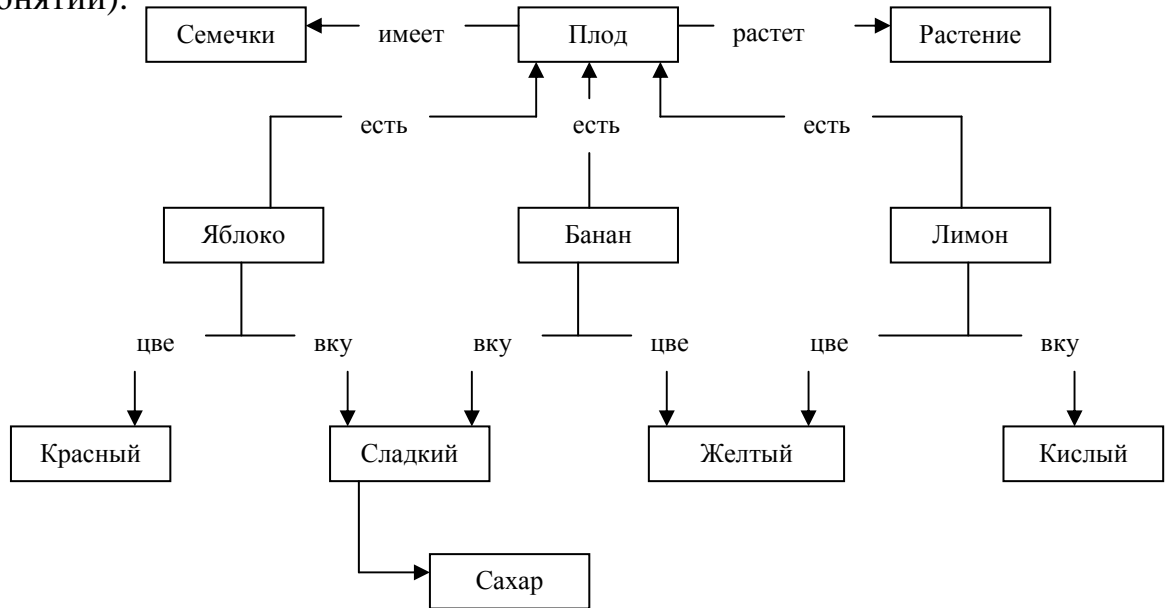 онятий).
Семечки имеет Плод растет Растение
есть есть есть
Яблоко Банан Лимон
цве вку вку цве цве вку
Красный Сладкий Желтый Кислый
Сахар